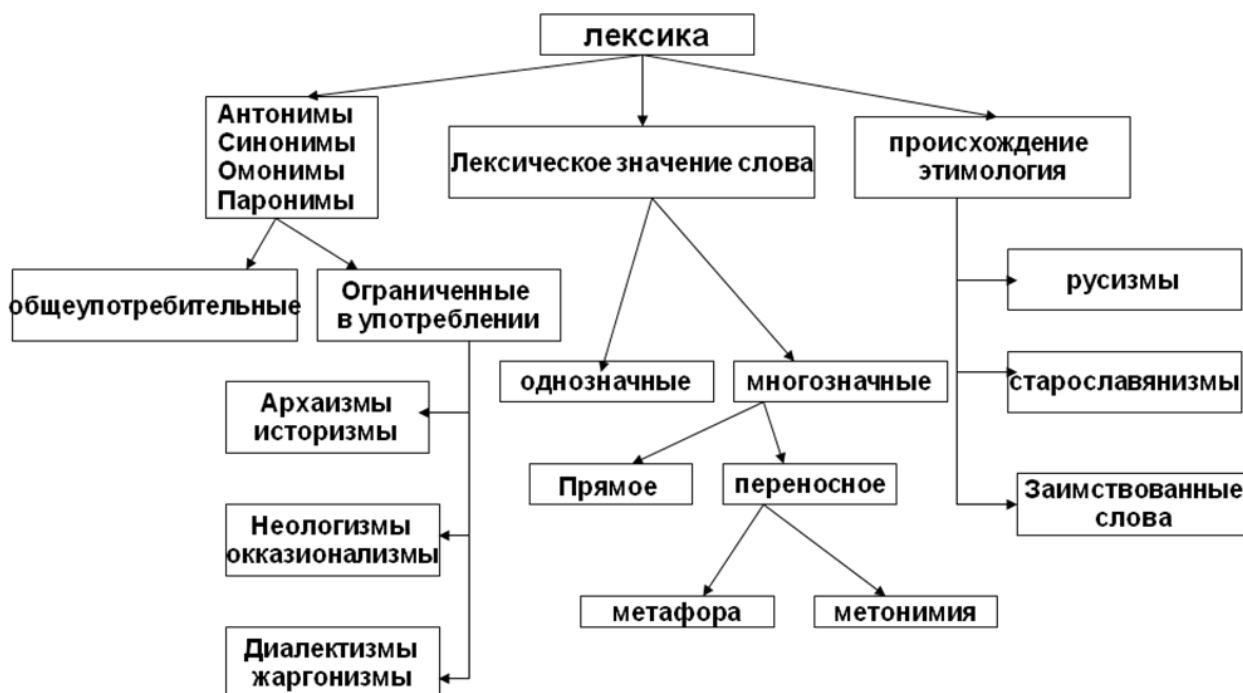 лексика
Антонимы
Синонимы
Омонимы
Паронимы
Лексическое значение слова
происхождение
этимология
общеупотребительные
Ограниченные
в употреблении
русизмы
однозначные
многозначные
старославянизмы
Архаизмы
историзмы
Прямое
переносное
Заимствованные
слова
Неологизмы
окказионализмы
метафора
метонимия
Диалектизмы
жаргонизмы